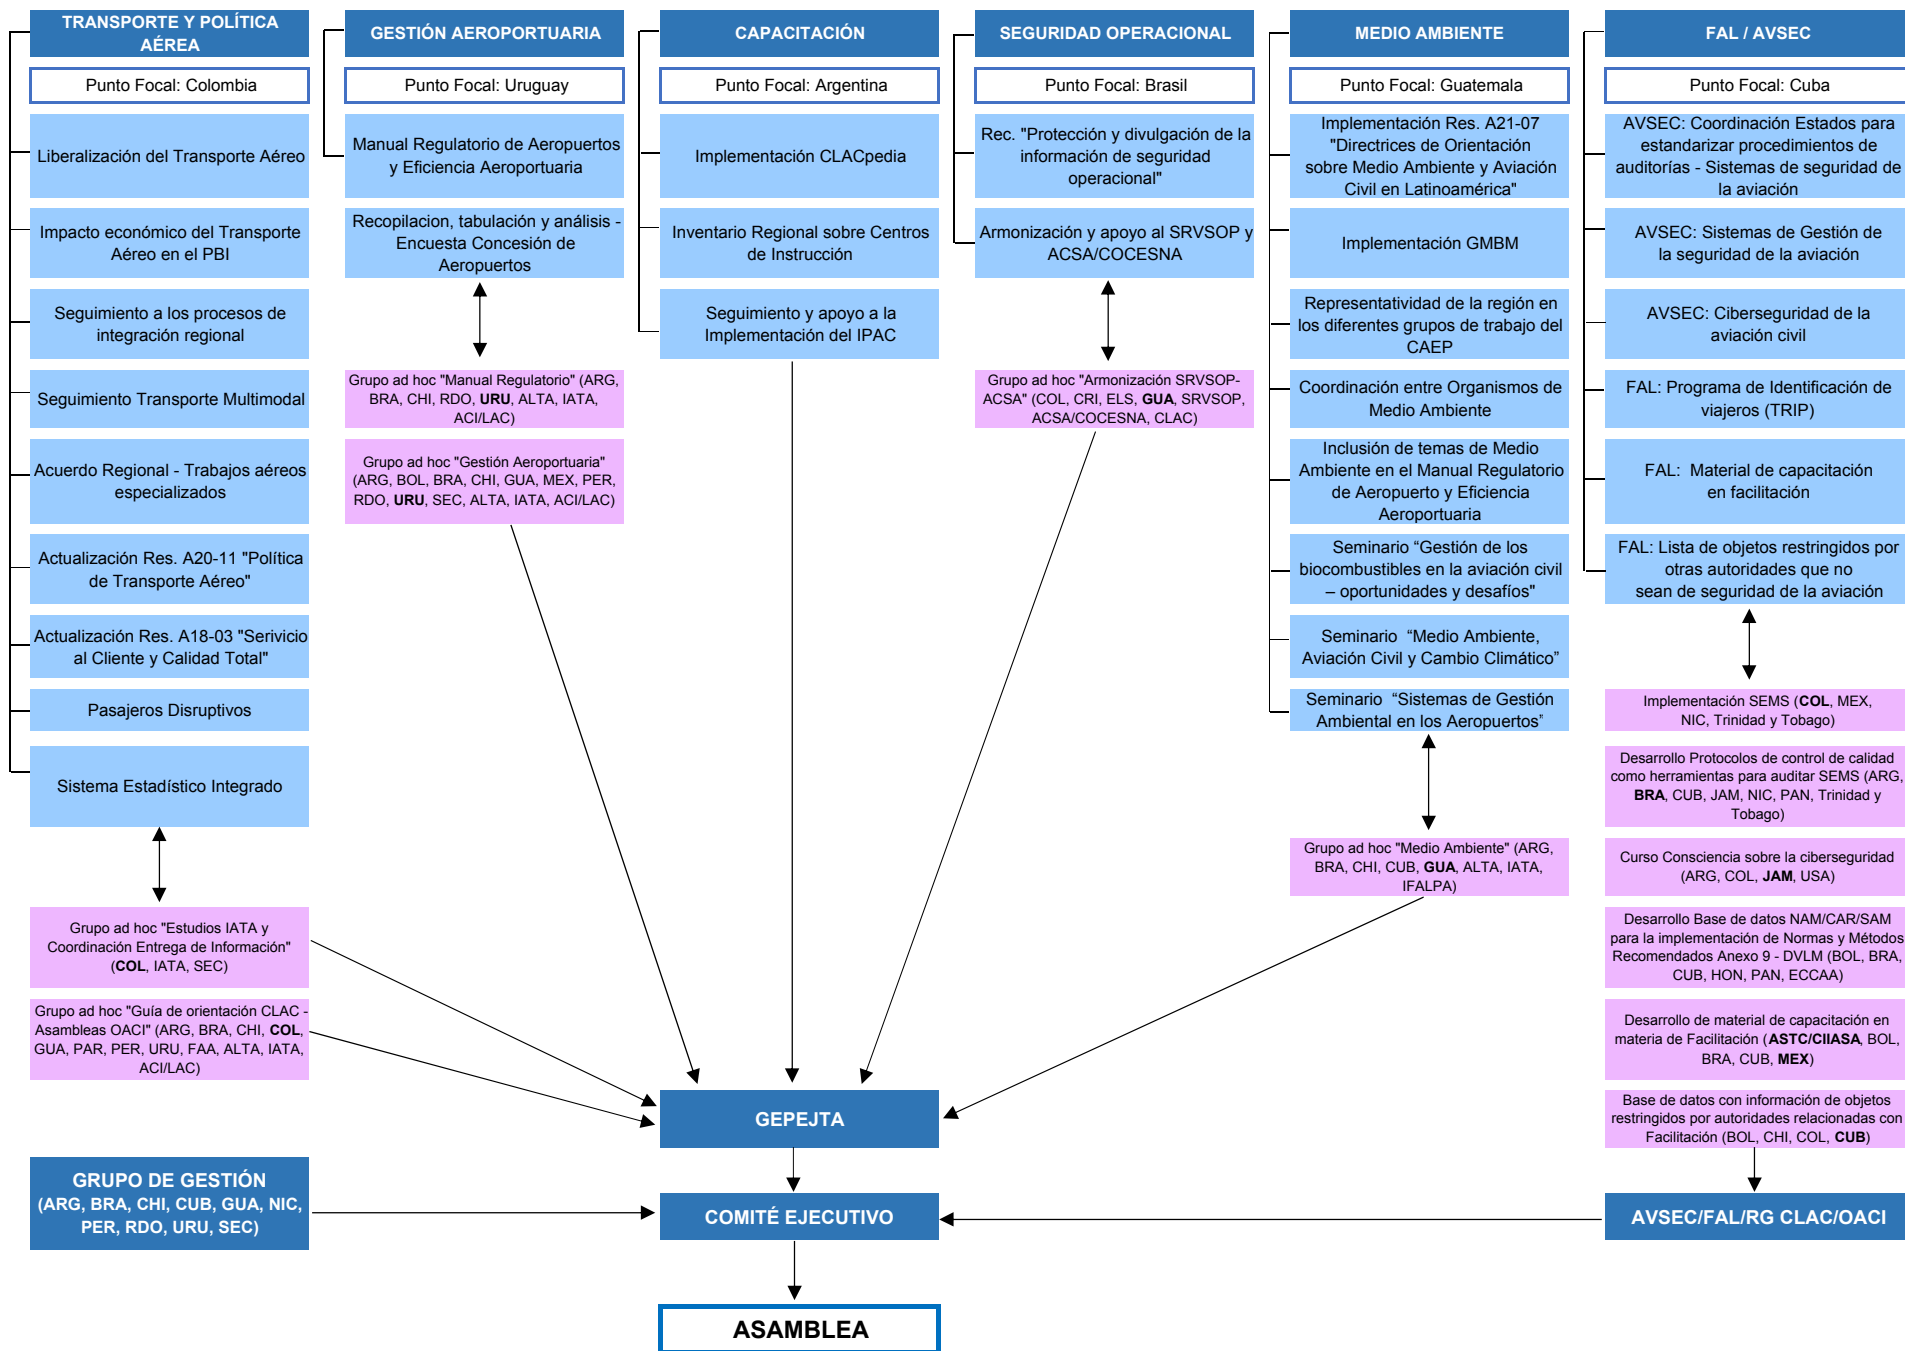 TRANSPORTE Y POLÍTICA
AÉREA
Punto Focal: Colombia
Liberalización del Transporte Aéreo
Impacto económico del Transporte
Aéreo en el PBI
Seguimiento a los procesos de
integración regional
Seguimiento Transporte Multimodal
Acuerdo Regional - Trabajos aéreos
especializados
Actualización Res. A20-11 "Política
de Transporte Aéreo"
Actualización Res. A18-03 "Serivicio
al Cliente y Calidad Total"
Pasajeros Disruptivos
Sistema Estadístico Integrado
Grupo ad hoc "Estudios IATA y
Coordinación Entrega de Información"
(COL, IATA, SEC)
Grupo ad hoc "Guía de orientación CLAC -
Asambleas OACI" (ARG, BRA, CHI, COL,
GUA, PAR, PER, URU, FAA, ALTA, IATA,
ACI/LAC)
GESTIÓN AEROPORTUARIA
Punto Focal: Uruguay
Manual Regulatorio de Aeropuertos
y Eficiencia Aeroportuaria
Recopilacion, tabulación y análisis -
Encuesta Concesión de
Aeropuertos
Grupo ad hoc "Manual Regulatorio" (ARG,
BRA, CHI, RDO, URU, ALTA, IATA,
ACI/LAC)
Grupo ad hoc "Gestión Aeroportuaria"
(ARG, BOL, BRA, CHI, GUA, MEX, PER,
RDO, URU, SEC, ALTA, IATA, ACI/LAC)
CAPACITACIÓN
Punto Focal: Argentina
Implementación CLACpedia
Inventario Regional sobre Centros
de Instrucción
Seguimiento y apoyo a la
Implementación del IPAC
SEGURIDAD OPERACIONAL
Punto Focal: Brasil
Rec. "Protección y divulgación de la
información de seguridad
operacional"
Armonización y apoyo al SRVSOP y
ACSA/COCESNA
Grupo ad hoc "Armonización SRVSOP-
ACSA" (COL, CRI, ELS, GUA, SRVSOP,
ACSA/COCESNA, CLAC)
MEDIO AMBIENTE
Punto Focal: Guatemala
Implementación Res. A21-07
"Directrices de Orientación
sobre Medio Ambiente y Aviación
Civil en Latinoamérica"
Implementación GMBM
Representatividad de la región en
los diferentes grupos de trabajo del
CAEP
Coordinación entre Organismos de
Medio Ambiente
Inclusión de temas de Medio
Ambiente en el Manual Regulatorio
de Aeropuerto y Eficiencia
Aeroportuaria
Seminario “Gestión de los
biocombustibles en la aviación civil
– oportunidades y desafíos"
Seminario “Medio Ambiente,
Aviación Civil y Cambio Climático”
Seminario “Sistemas de Gestión
Ambiental en los Aeropuertos”
Grupo ad hoc "Medio Ambiente" (ARG,
BRA, CHI, CUB, GUA, ALTA, IATA,
IFALPA)
FAL / AVSEC
Punto Focal: Cuba
AVSEC: Coordinación Estados para
estandarizar procedimientos de
auditorías - Sistemas de seguridad de
la aviación
AVSEC: Sistemas de Gestión de
la seguridad de la aviación
AVSEC: Ciberseguridad de la
aviación civil
FAL: Programa de Identificación de
viajeros (TRIP)
FAL: Material de capacitación
en facilitación
FAL: Lista de objetos restringidos por
otras autoridades que no
sean de seguridad de la aviación
Implementación SEMS (COL, MEX,
NIC, Trinidad y Tobago)
Desarrollo Protocolos de control de calidad
como herramientas para auditar SEMS (ARG,
BRA, CUB, JAM, NIC, PAN, Trinidad y
Tobago)
Curso Consciencia sobre la ciberseguridad
(ARG, COL, JAM, USA)
Desarrollo Base de datos NAM/CAR/SAM
para la implementación de Normas y Métodos
Recomendados Anexo 9 - DVLM (BOL, BRA,
CUB, HON, PAN, ECCAA)
Desarrollo de material de capacitación en
materia de Facilitación (ASTC/CIIASA, BOL,
BRA, CUB, MEX)
Base de datos con información de objetos
restringidos por autoridades relacionadas con
Facilitación (BOL, CHI, COL, CUB)
GEPEJTA
GRUPO DE GESTIÓN
(ARG, BRA, CHI, CUB, GUA, NIC,
PER, RDO, URU, SEC)
COMITÉ EJECUTIVO
AVSEC/FAL/RG CLAC/OACI
ASAMBLEA